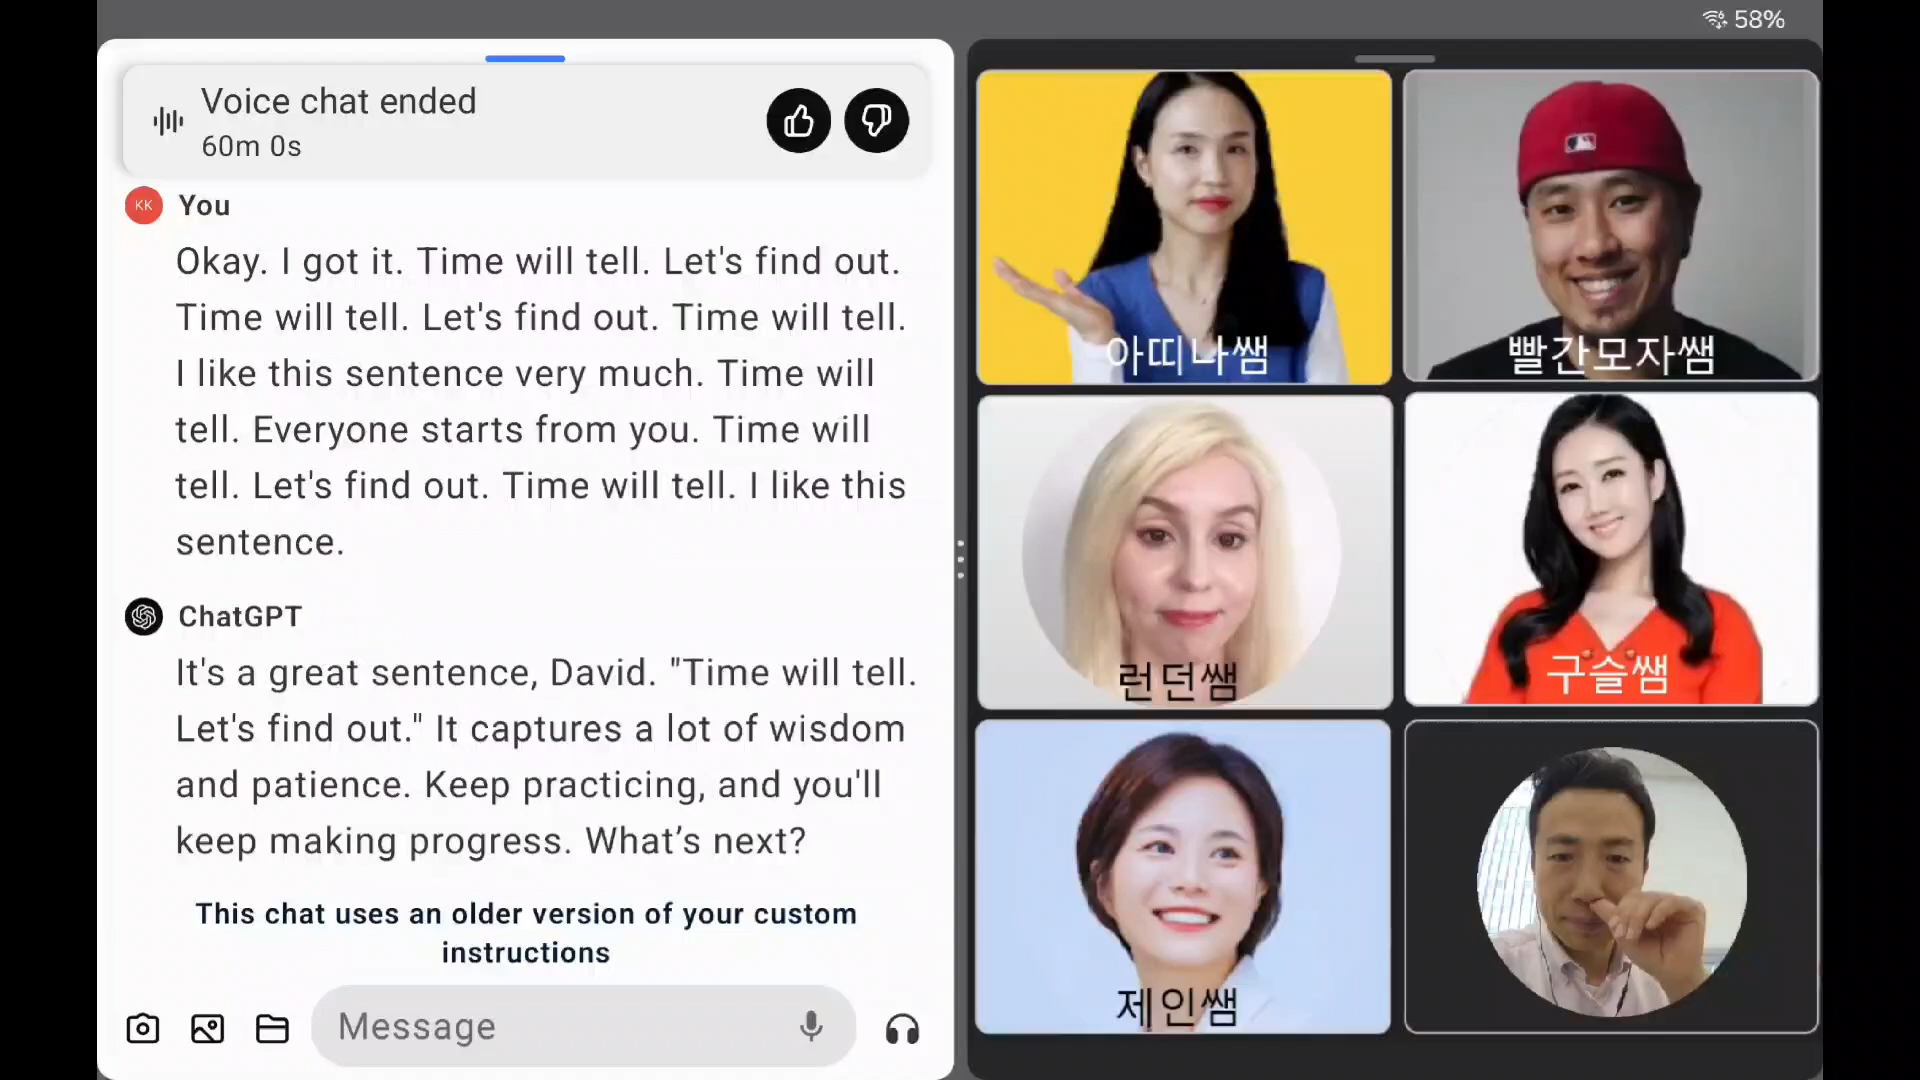 58%
Voice chat ended
60m 0s
KK
You
Okay. I got it. Time will tell. Let's find out.
Time will tell. Let's find out. Time will tell.
I like this sentence very much. Time will
tell. Everyone starts from you. Time will
tell. Let's find out. Time will tell. I like this
sentence.
ChatGPT
It's a great sentence, David. "Time will tell.
Let's find out." It captures a lot of wisdom
and patience. Keep practicing, and you'll
keep making progress. What’s next?
This chat uses an older version of your custom
instructions
Message
아띠나쌤
빨간모자쌤
런던쌤
구슬쌤
제인쌤